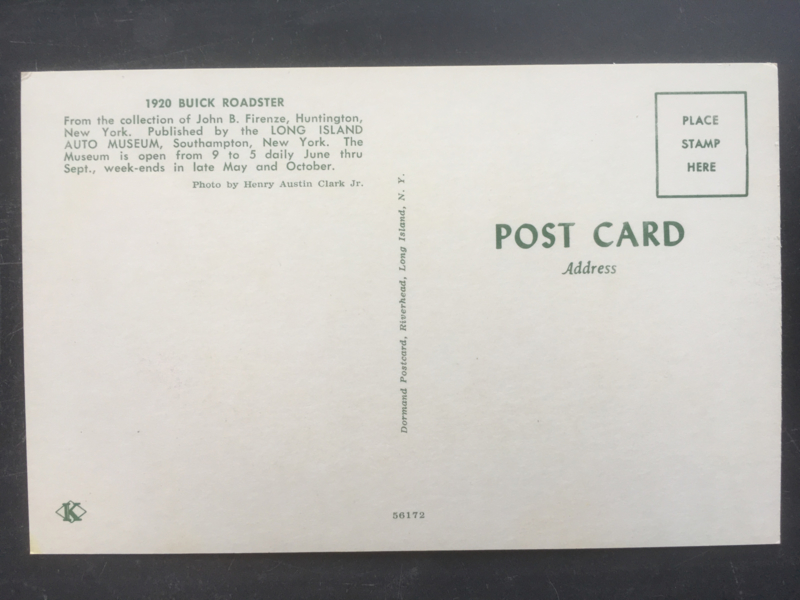 1920 BUICK ROADSTER
From the collection of John B. Firenze, Huntington,
New York. Published by the LONG ISLAND
AUTO MUSEUM, Southampton, New York. The
Museum is open from 9 to 5 daily June thru
Sept., week-ends in late May and October.
Photo by Henry Austin Clark Jr.
Dormand Postcard, Riverhead, Long Island, N. Y.
PLACE
STAMP
HERE
POST CARD
Address
K
56172